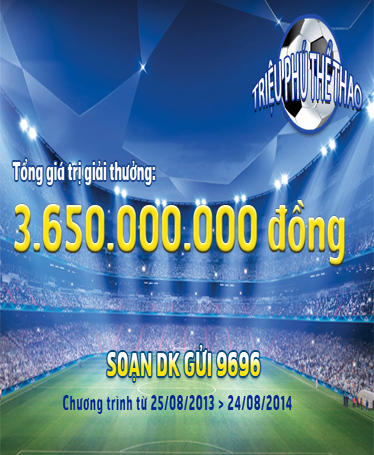 TRIỆU PHÚ THỂ THAO
Tổng giá trị giải thưởng:
3.650.000.000 đồng
SOẠN DK GỬI 9696
Chương trình từ 25/08/2013 > 24/08/2014